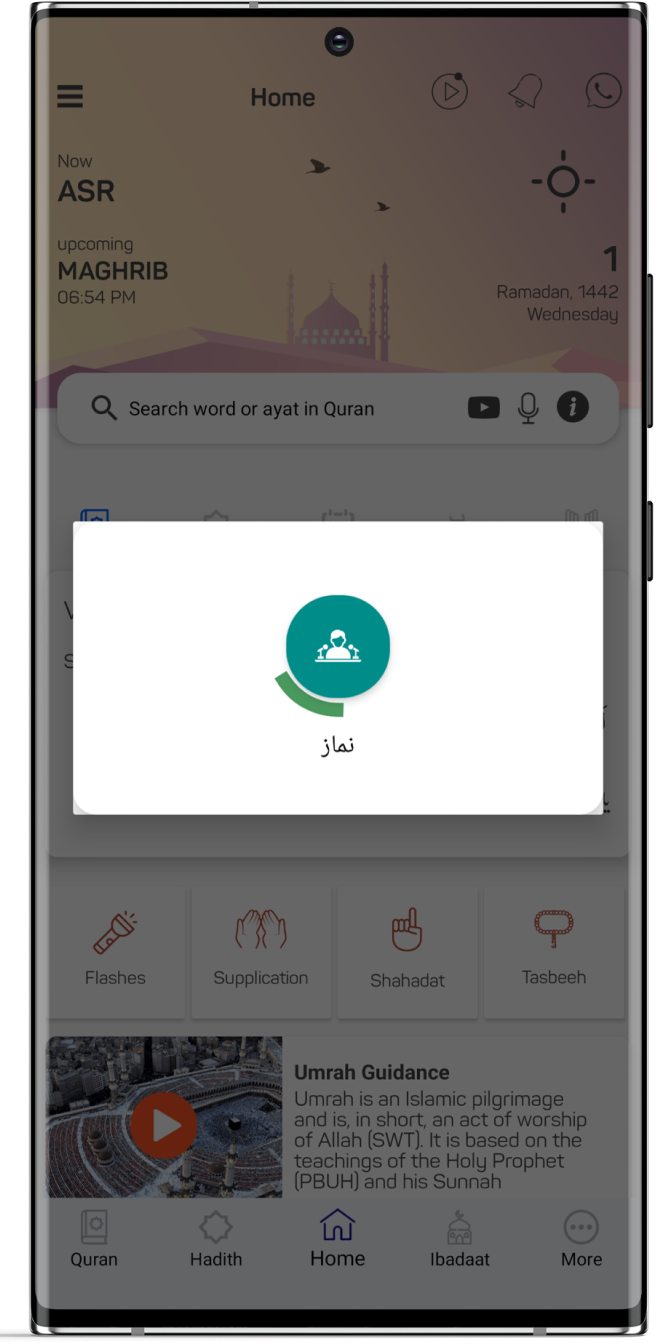 Home
Now
ASR
upcoming
MAGHRIB
06:54 PM
1
Ramadan, 1442
Wednesday
Search word or ayat in Quran
نماز
Flashes
Supplication
Shahadat
Tasbeeh
Umrah Guidance
Umrah is an Islamic pilgrimage
and is, in short, an act of worship
of Allah (SWT). It is based on the
teachings of the Holy Prophet
(PBUH) and his Sunnah
Quran
Hadith
Home
Ibadaat
More